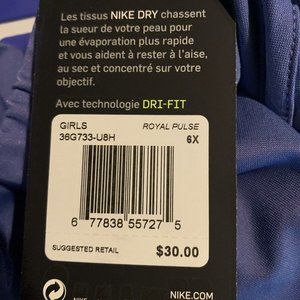 Les tissus NIKE DRY chassent
la sueur de votre peau pour
une évaporation plus rapide
et vous aident à rester à l'aise,
au sec et concentré sur votre
objectif.
Avec technologie DRI-FIT
GIRLS ROYAL PULSE
36G733-U8H 6X
6 77838 55727 5
SUGGESTED RETAIL $30.00
NIKE NIKE.COM